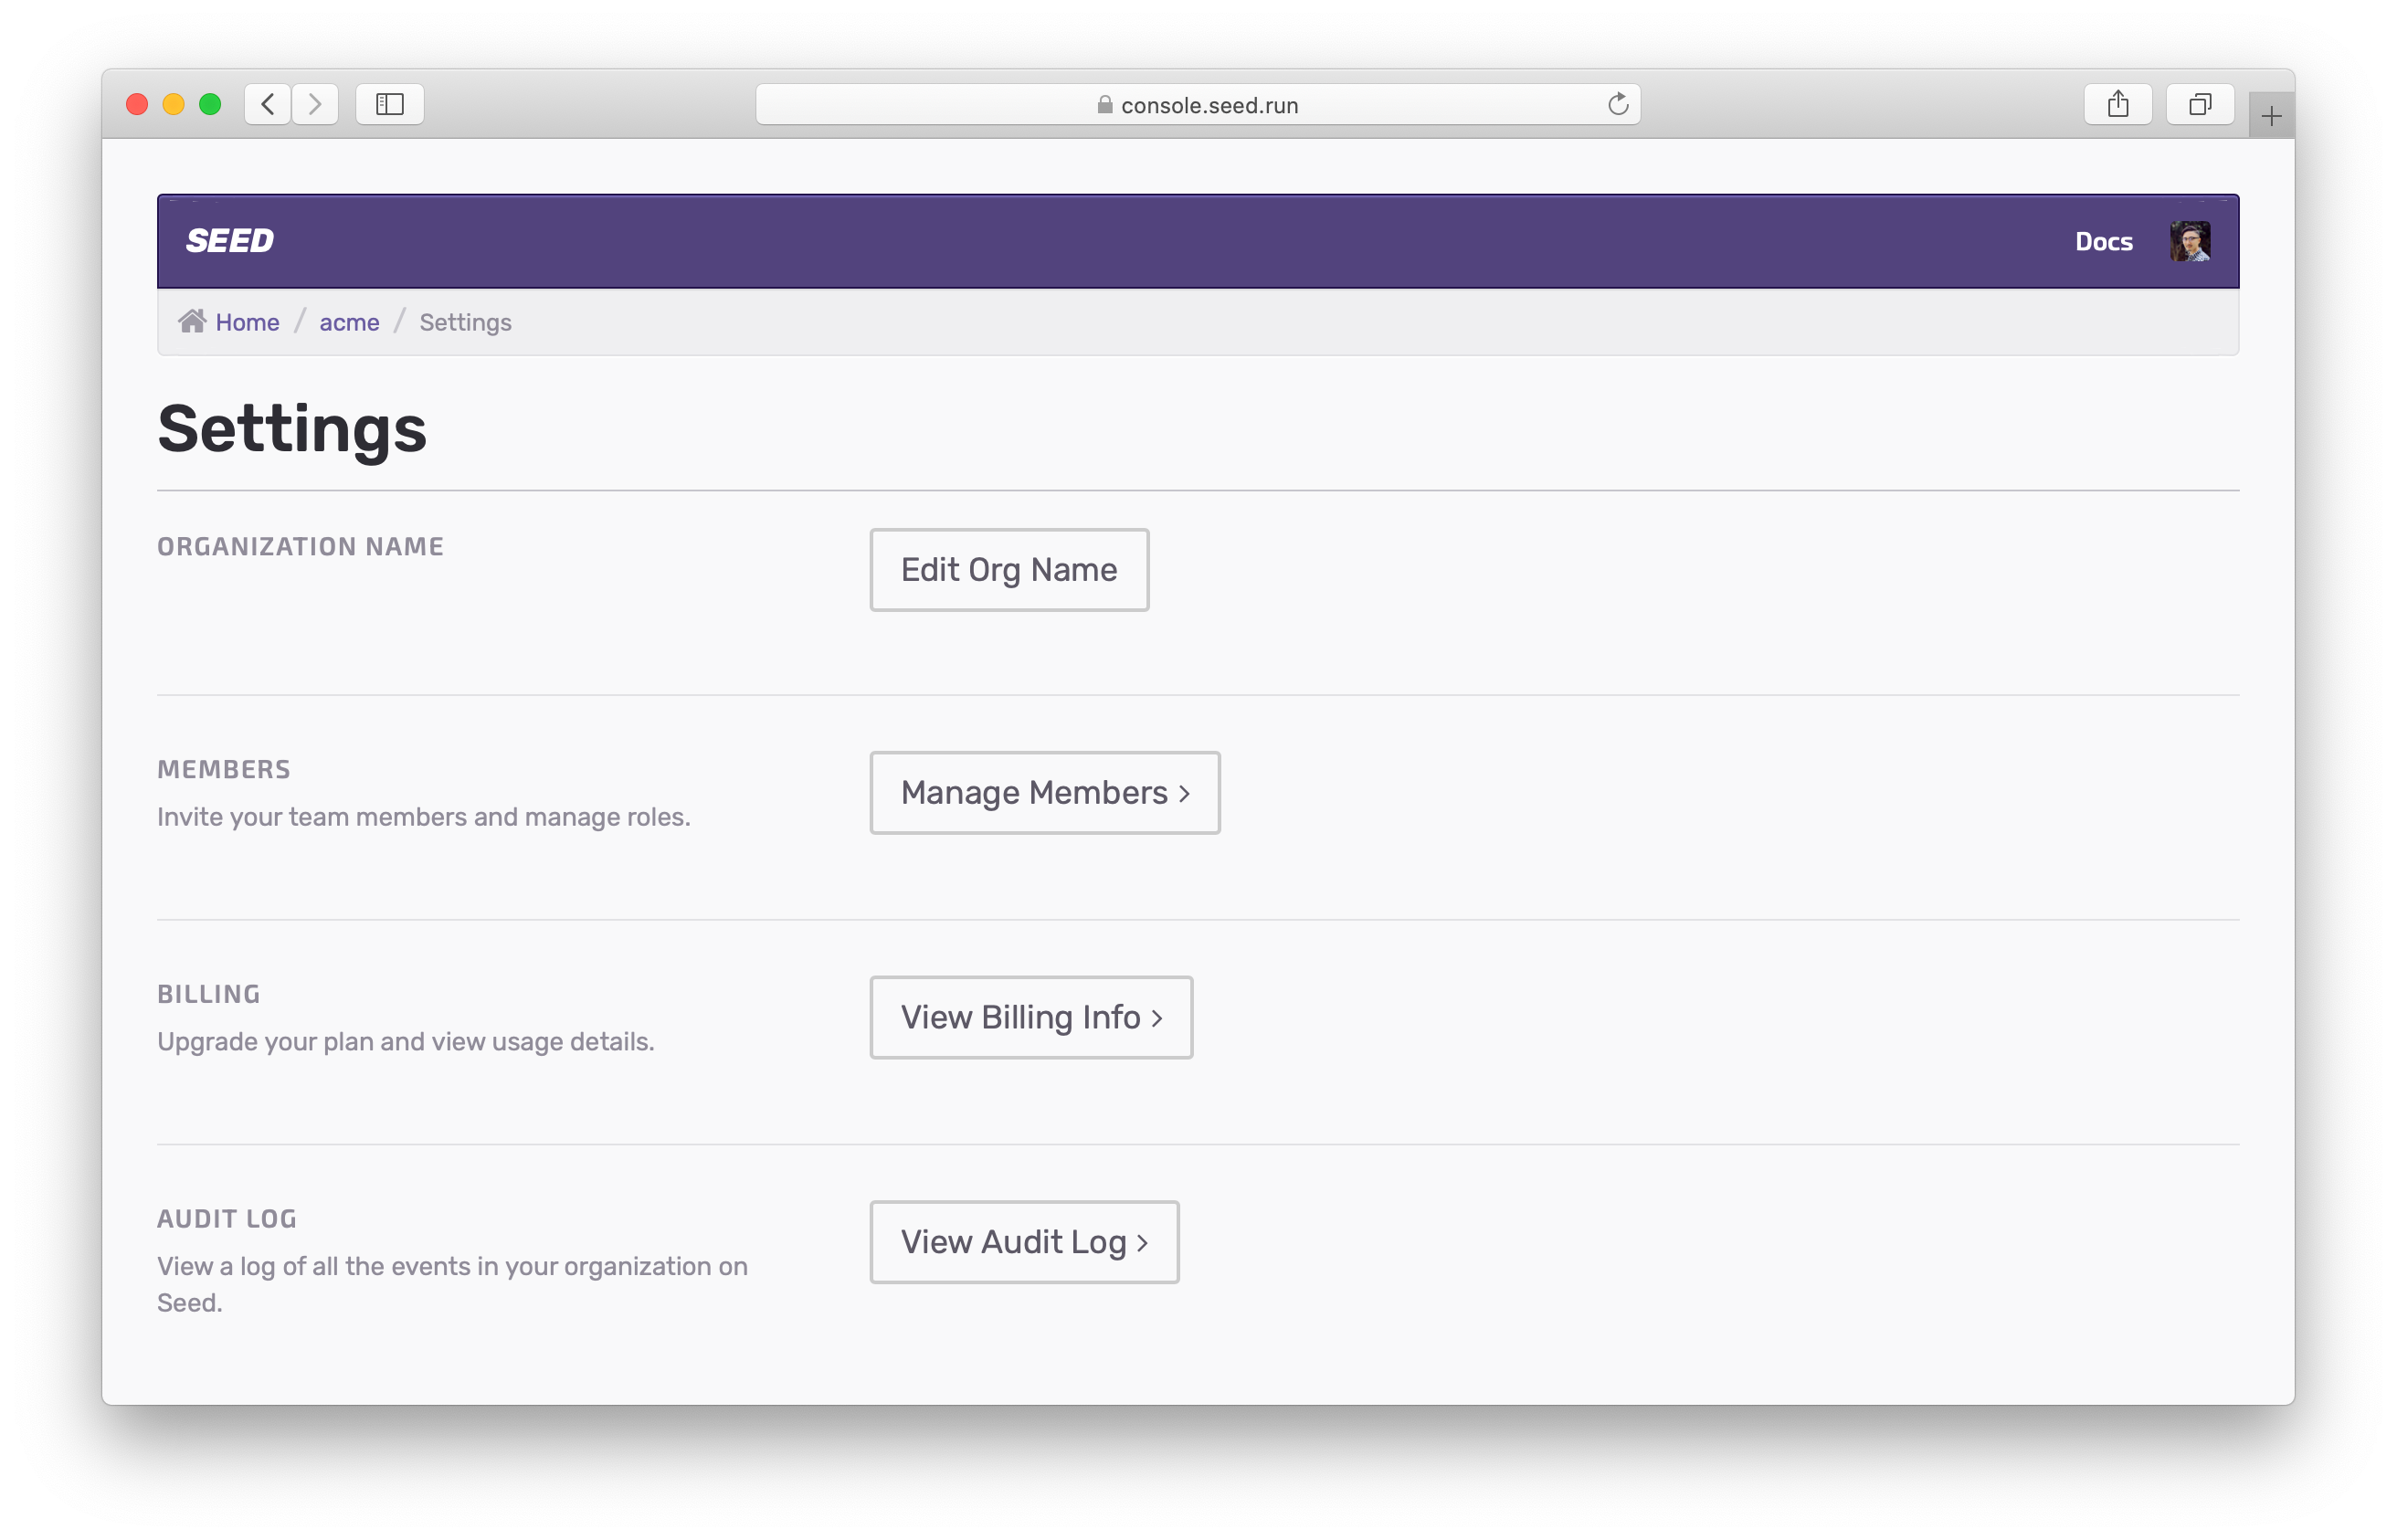 console.seed.run
SEED
Docs
Home / acme / Settings
Settings
ORGANIZATION NAME
Edit Org Name
MEMBERS
Invite your team members and manage roles.
Manage Members >
BILLING
Upgrade your plan and view usage details.
View Billing Info >
AUDIT LOG
View a log of all the events in your organization on
Seed.
View Audit Log >